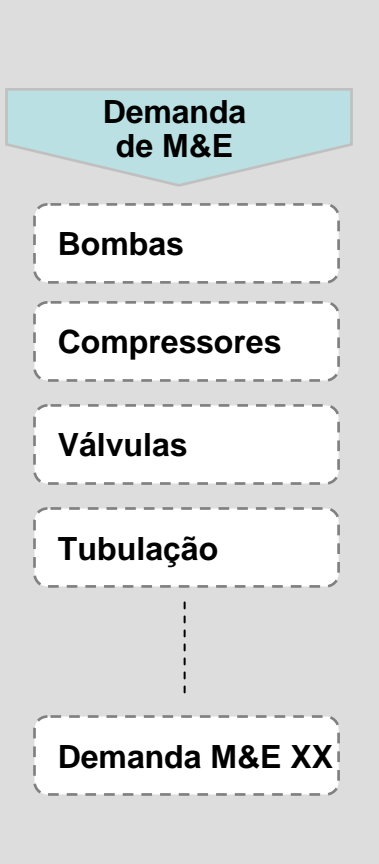 Demanda
de M&E
Bombas
Compressores
Válvulas
Tubulação
Demanda M&E XX